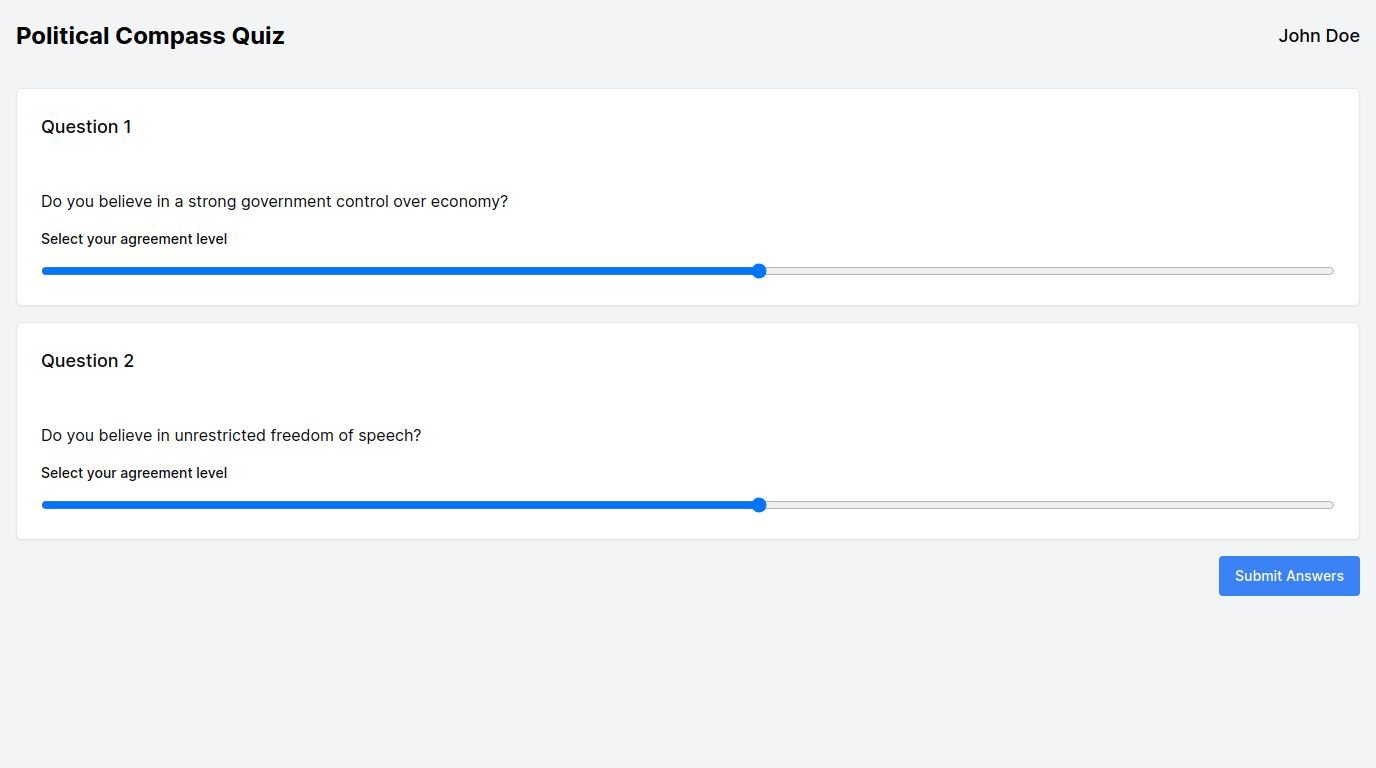 Political Compass Quiz
John Doe
Question 1
Do you believe in a strong government control over economy?
Select your agreement level
Question 2
Do you believe in unrestricted freedom of speech?
Select your agreement level
Submit Answers